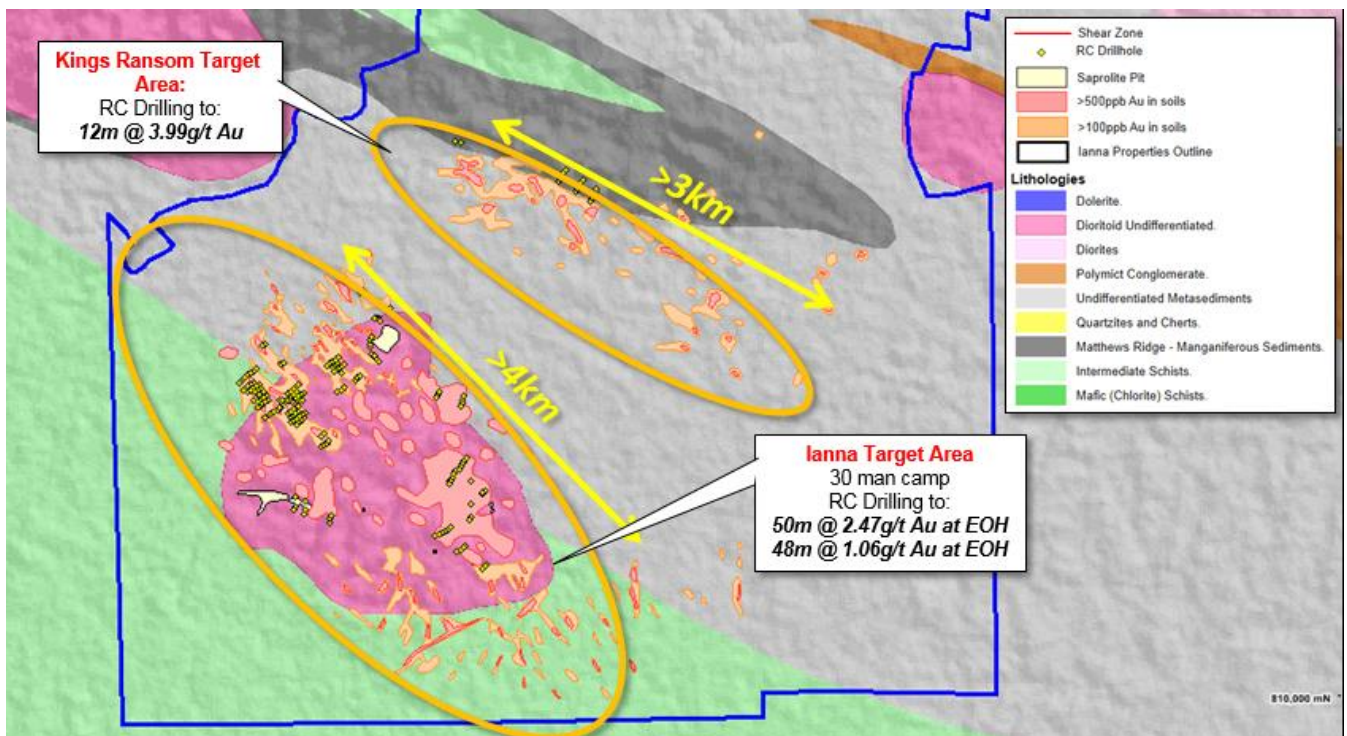 Kings Ransom Target
Area:
RC Drilling to:
12m @ 3.99g/t Au
>3km
>4km
Ianna Target Area
30 man camp
RC Drilling to:
50m @ 2.47g/t Au at EOH
48m @ 1.06g/t Au at EOH
Shear Zone
RC Drillhole
Saprolite Pit
>500ppb Au in soils
>100ppb Au in soils
Ianna Properties Outline
Lithologies
Dolerite.
Dioritoid Undifferentiated.
Diorites
Polymict Conglomerate.
Undifferentiated Metasediments
Quartzites and Cherts.
Matthews Ridge - Manganiferous Sediments.
Intermediate Schists.
Mafic (Chlorite) Schists.
810,000 mN